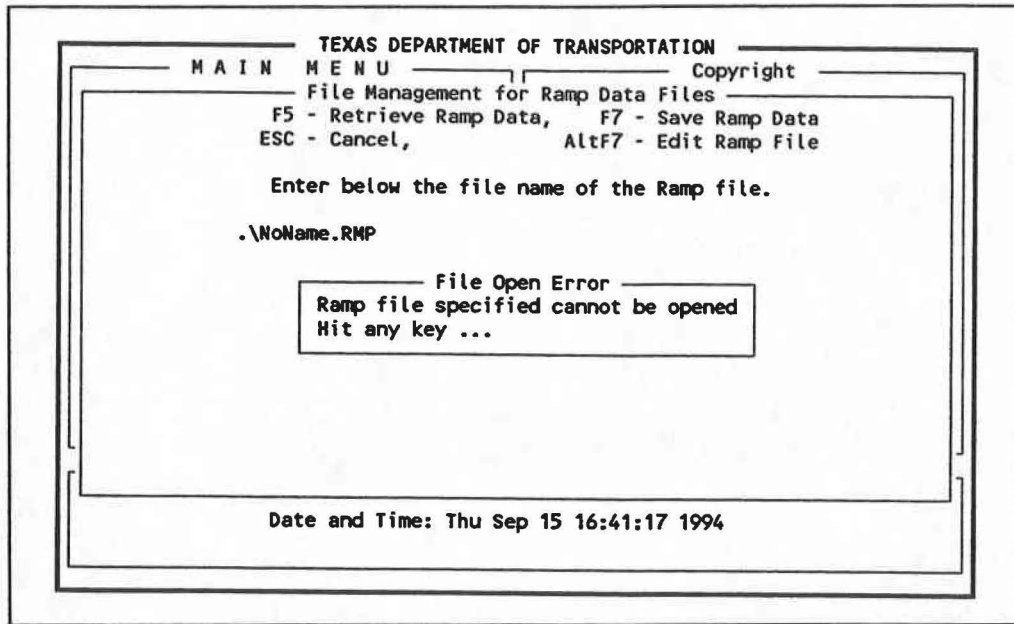 TEXAS DEPARTMENT OF TRANSPORTATION
M A I N   M E N U   Copyright
File Management for Ramp Data Files
F5 - Retrieve Ramp Data,   F7 - Save Ramp Data
ESC - Cancel,   AltF7 - Edit Ramp File
Enter below the file name of the Ramp file.
.\NoName.RMP
File Open Error
Ramp file specified cannot be opened
Hit any key ...
Date and Time: Thu Sep 15 16:41:17 1994